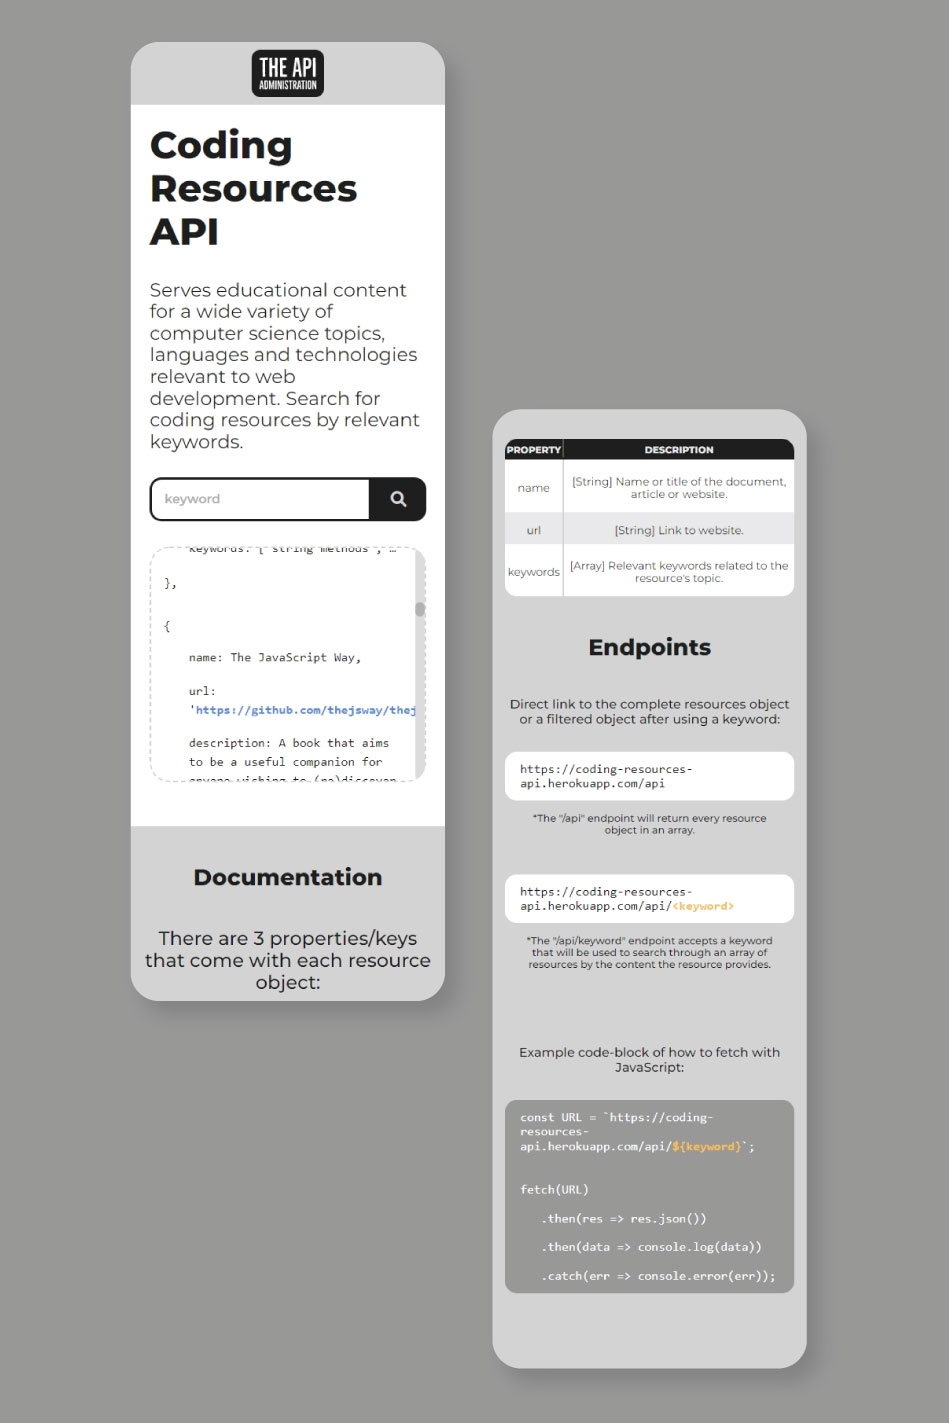 THE API
ADMINISTRATION
Coding
Resources
API
Serves educational content
for a wide variety of
computer science topics,
languages and technologies
relevant to web
development. Search for
coding resources by relevant
keywords.
keyword
keywords: [ string methods , …
},
{
name: The JavaScript Way,
url:
'https://github.com/thejsway/thej
description: A book that aims
to be a useful companion for
anyone wishing to (re)discover
Documentation
There are 3 properties/keys
that come with each resource
object:
PROPERTY DESCRIPTION
name [String] Name or title of the document,
article or website.
url [String] Link to website.
keywords [Array] Relevant keywords related to the
resource's topic.
Endpoints
Direct link to the complete resources object
or a filtered object after using a keyword:
https://coding-resources-
api.herokuapp.com/api
*The "/api" endpoint will return every resource
object in an array.
https://coding-resources-
api.herokuapp.com/api/<keyword>
*The "/api/keyword" endpoint accepts a keyword
that will be used to search through an array of
resources by the content the resource provides.
Example code-block of how to fetch with
JavaScript:
const URL = `https://coding-
resources-
api.herokuapp.com/api/${keyword}`;
fetch(URL)
.then(res => res.json())
.then(data => console.log(data))
.catch(err => console.error(err));